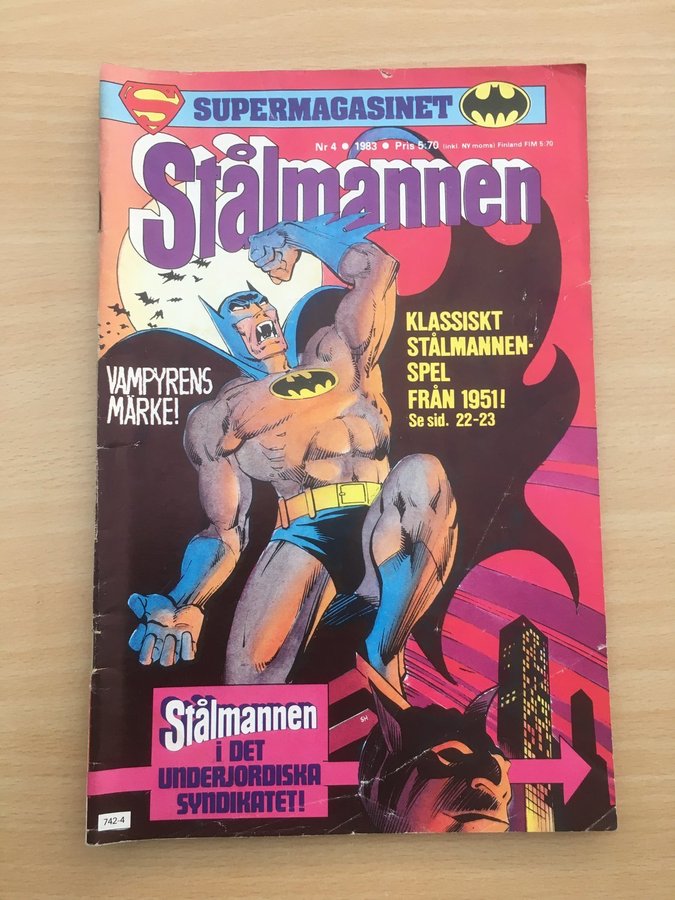 S
SUPERMAGASINET
Nr 4 • 1983 • Pris 5:70 (inkl. NY moms) Finland FIM 5:70
Stålmannen
VAMPYRENS
MÄRKE!
KLASSISKT
STÅLMANNEN-
SPEL
FRÅN 1951!
Se sid. 22-23
SH
Stålmannen
i DET
UNDERJORDISKA
SYNDIKATET!
742-4